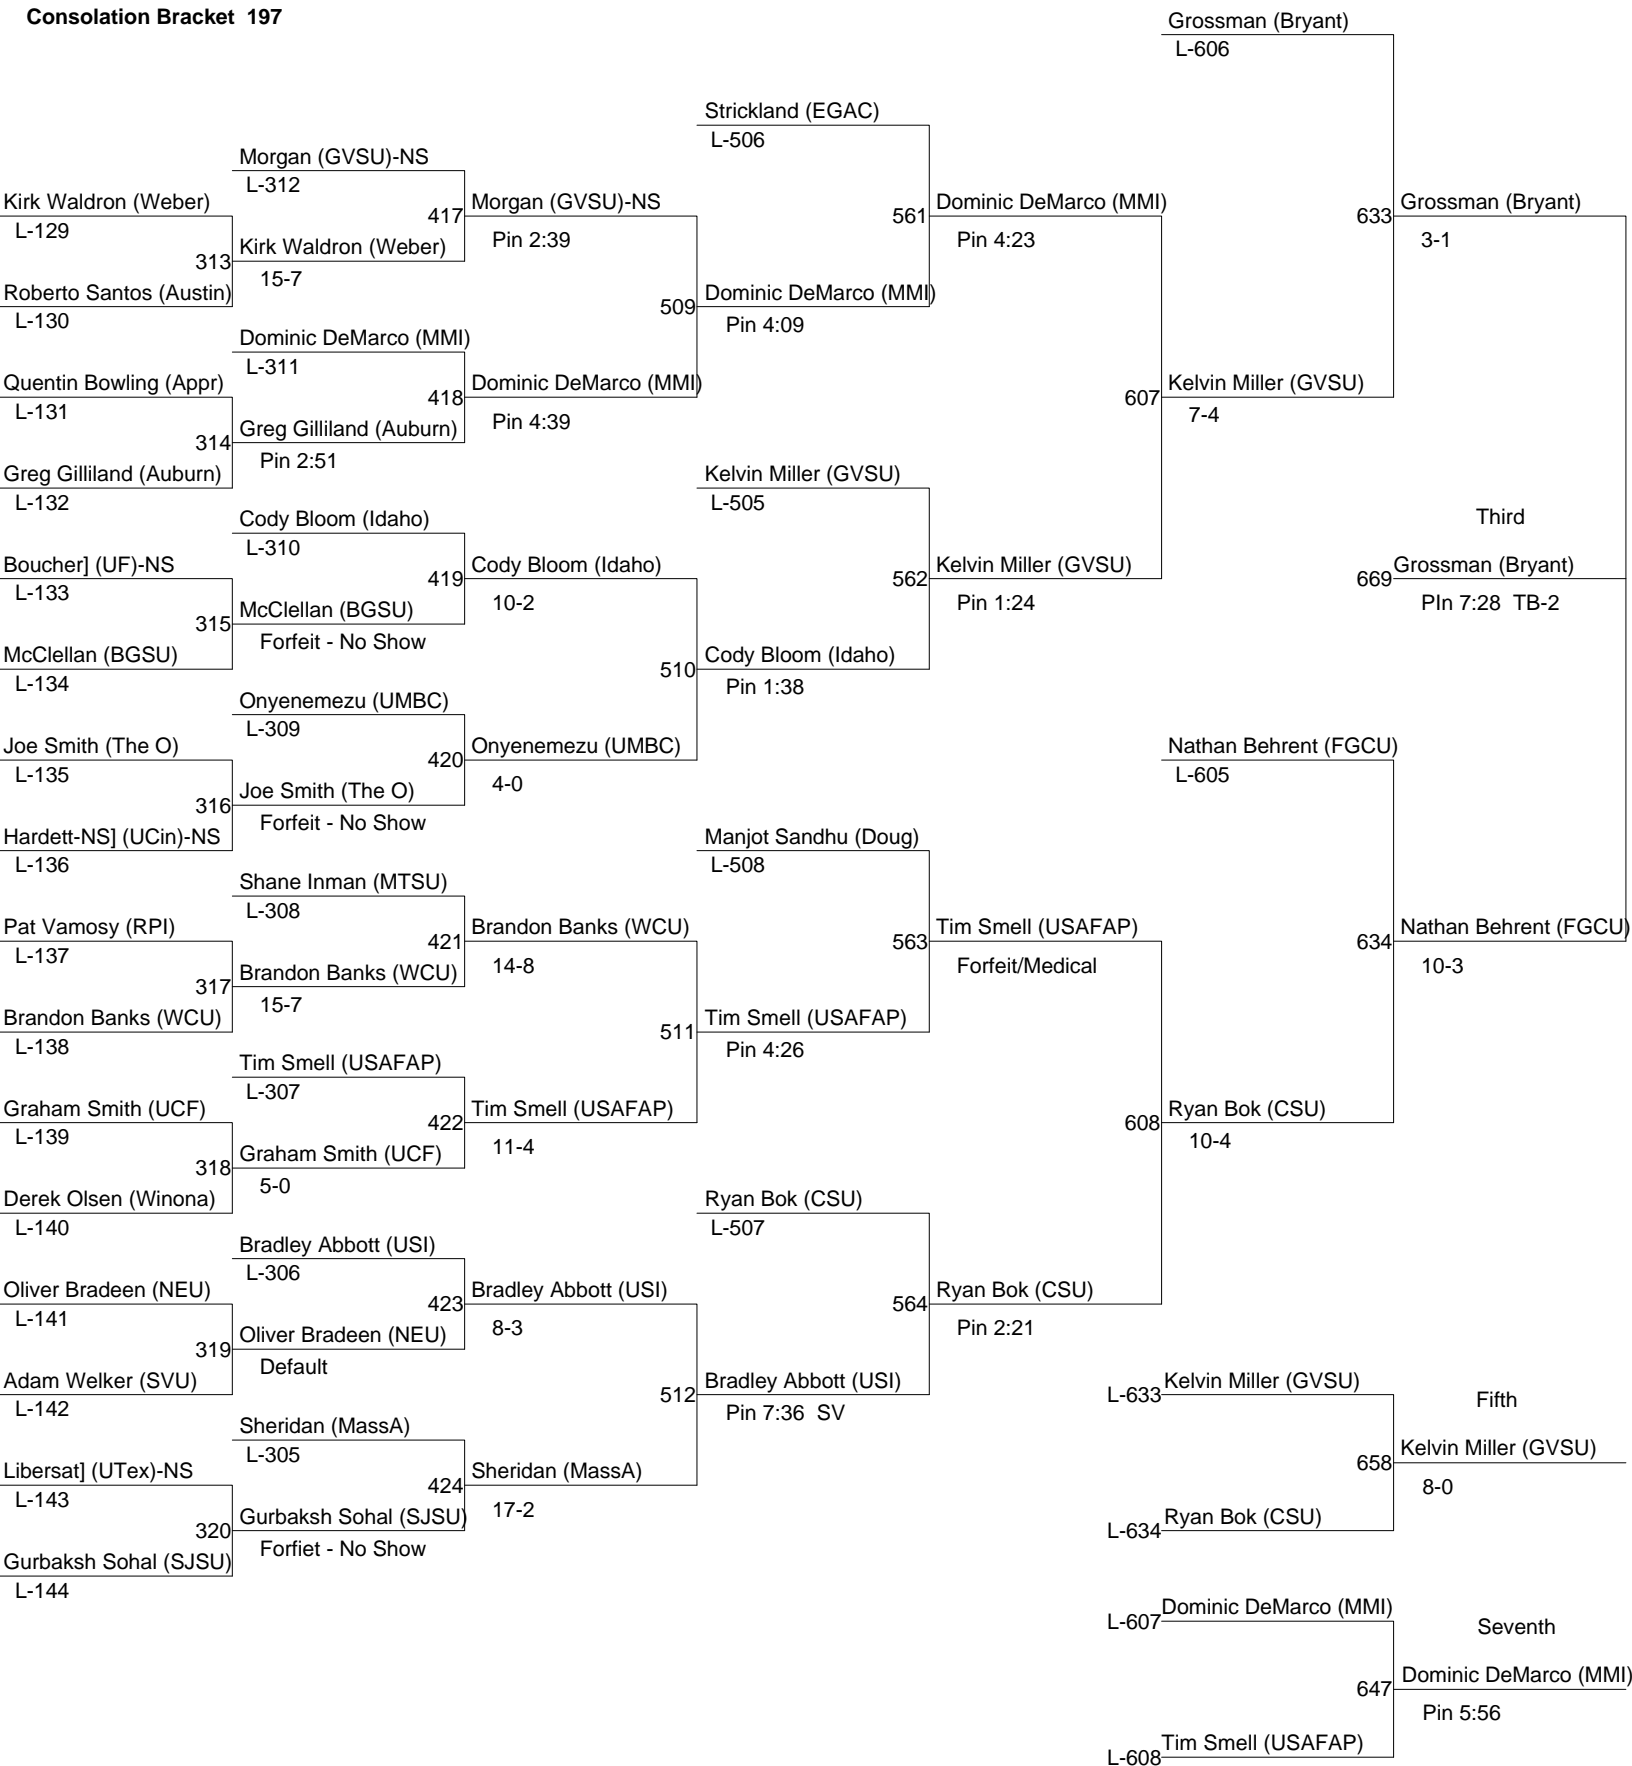 Consolation Bracket 197
Kirk Waldron (Weber)
L-129
313
Roberto Santos (Austin)
L-130
Quentin Bowling (Appr)
L-131
314
Greg Gilliland (Auburn)
L-132
Boucher] (UF)-NS
L-133
315
McClellan (BGSU)
L-134
Joe Smith (The O)
L-135
316
Hardett-NS] (UCin)-NS
L-136
Pat Vamosy (RPI)
L-137
317
Brandon Banks (WCU)
L-138
Graham Smith (UCF)
L-139
318
Derek Olsen (Winona)
L-140
Oliver Bradeen (NEU)
L-141
319
Adam Welker (SVU)
L-142
Libersat] (UTex)-NS
L-143
320
Gurbaksh Sohal (SJSU)
L-144
Morgan (GVSU)-NS
L-312
417
Kirk Waldron (Weber)
15-7
Dominic DeMarco (MMI)
L-311
418
Greg Gilliland (Auburn)
Pin 2:51
Cody Bloom (Idaho)
L-310
419
McClellan (BGSU)
Forfeit - No Show
Onyenemezu (UMBC)
L-309
420
Joe Smith (The O)
Forfeit - No Show
Shane Inman (MTSU)
L-308
421
Brandon Banks (WCU)
15-7
Tim Smell (USAFAP)
L-307
422
Graham Smith (UCF)
5-0
Bradley Abbott (USI)
L-306
423
Oliver Bradeen (NEU)
Default
Sheridan (MassA)
L-305
424
Gurbaksh Sohal (SJSU)
Forfiet - No Show
Morgan (GVSU)-NS
Pin 2:39
509
Dominic DeMarco (MMI)
Pin 4:39
Cody Bloom (Idaho)
10-2
510
Onyenemezu (UMBC)
4-0
Brandon Banks (WCU)
14-8
511
Tim Smell (USAFAP)
11-4
Bradley Abbott (USI)
8-3
512
Sheridan (MassA)
17-2
Strickland (EGAC)
L-506
561
Dominic DeMarco (MMI)
Pin 4:09
Kelvin Miller (GVSU)
L-505
562
Cody Bloom (Idaho)
Pin 1:38
Manjot Sandhu (Doug)
L-508
563
Tim Smell (USAFAP)
Pin 4:26
Ryan Bok (CSU)
L-507
564
Bradley Abbott (USI)
Pin 7:36 SV
Dominic DeMarco (MMI)
Pin 4:23
607
Kelvin Miller (GVSU)
Pin 1:24
Tim Smell (USAFAP)
Forfeit/Medical
608
Ryan Bok (CSU)
Pin 2:21
Grossman (Bryant)
L-606
633
Kelvin Miller (GVSU)
7-4
Nathan Behrent (FGCU)
L-605
634
Ryan Bok (CSU)
10-4
Grossman (Bryant)
3-1
Third
669
Grossman (Bryant)
PIn 7:28 TB-2
Nathan Behrent (FGCU)
10-3
L-633
Kelvin Miller (GVSU)
Fifth
658
Kelvin Miller (GVSU)
8-0
L-634
Ryan Bok (CSU)
L-607
Dominic DeMarco (MMI)
Seventh
647
Dominic DeMarco (MMI)
Pin 5:56
L-608
Tim Smell (USAFAP)